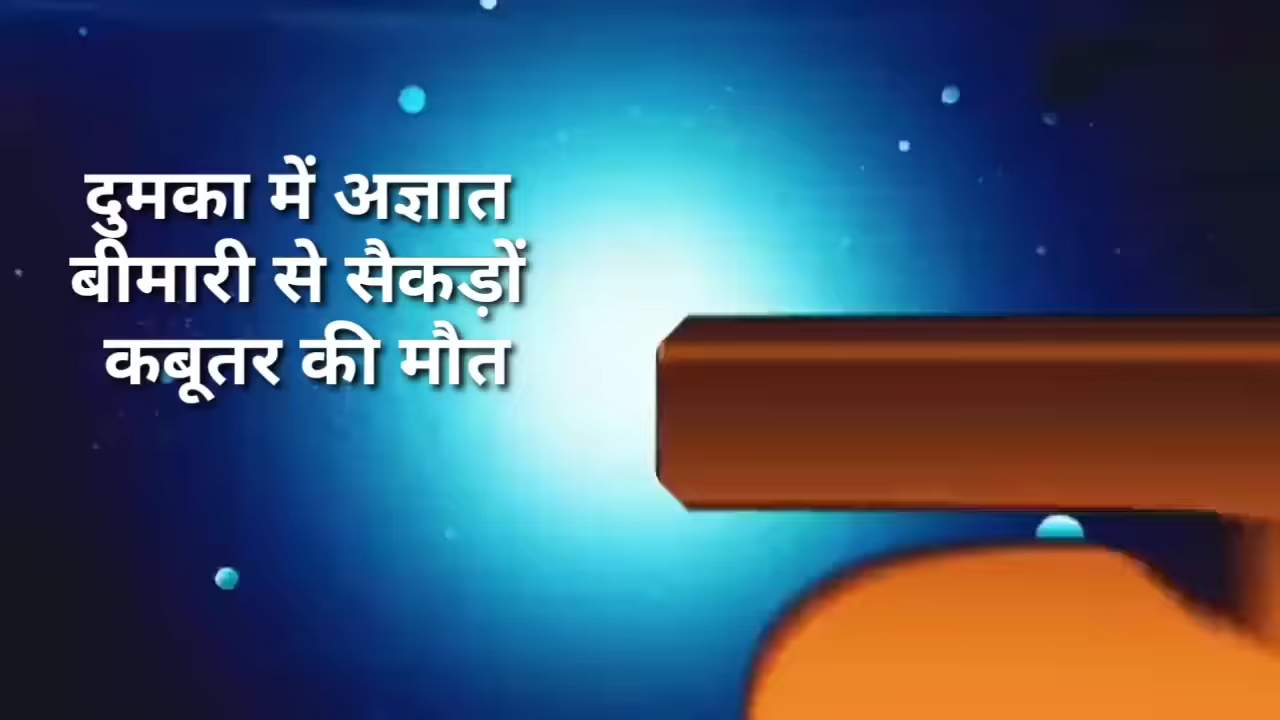 दुमका में अज्ञात
बीमारी से सैकड़ों
कबूतर की मौत